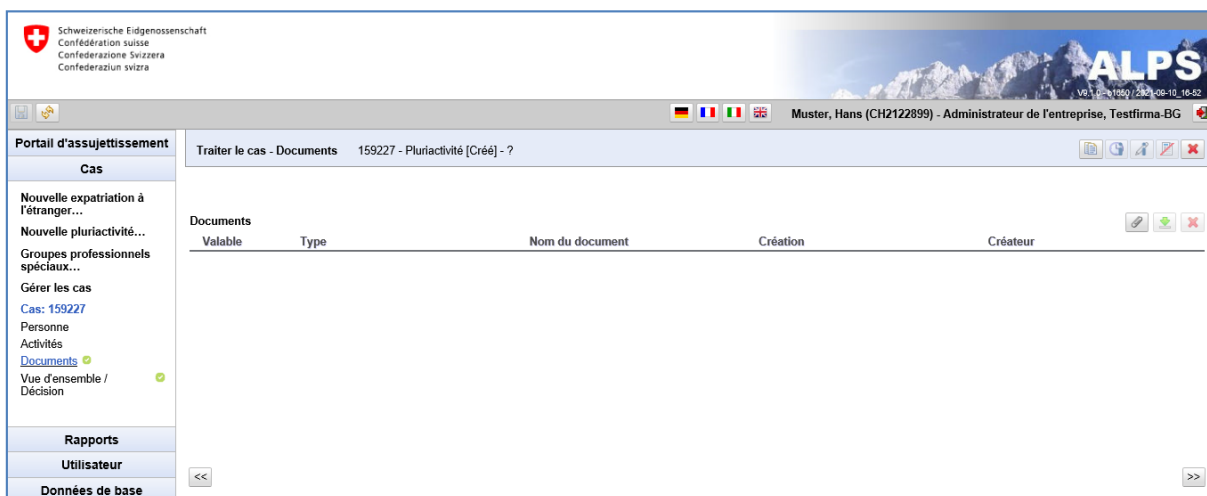 Schweizerische Eidgenossenschaft
Confédération suisse
Confederazione Svizzera
Confederaziun svizra
ALPS
Muster, Hans (CH2122899) - Administrateur de l'entreprise, Testfirma-BG
Portail d'assujettissement
Cas
Traiter le cas - Documents 159227 - Pluriactivité [Créé] - ?
Nouvelle expatriation à
l'étranger…
Nouvelle pluriactivité…
Groupes professionnels
spéciaux…
Gérer les cas
Cas: 159227
Personne
Activités
Documents
Vue d'ensemble /
Décision
Rapports
Utilisateur
Données de base
Documents
Valable Type Nom du document Création Créateur
<< >>